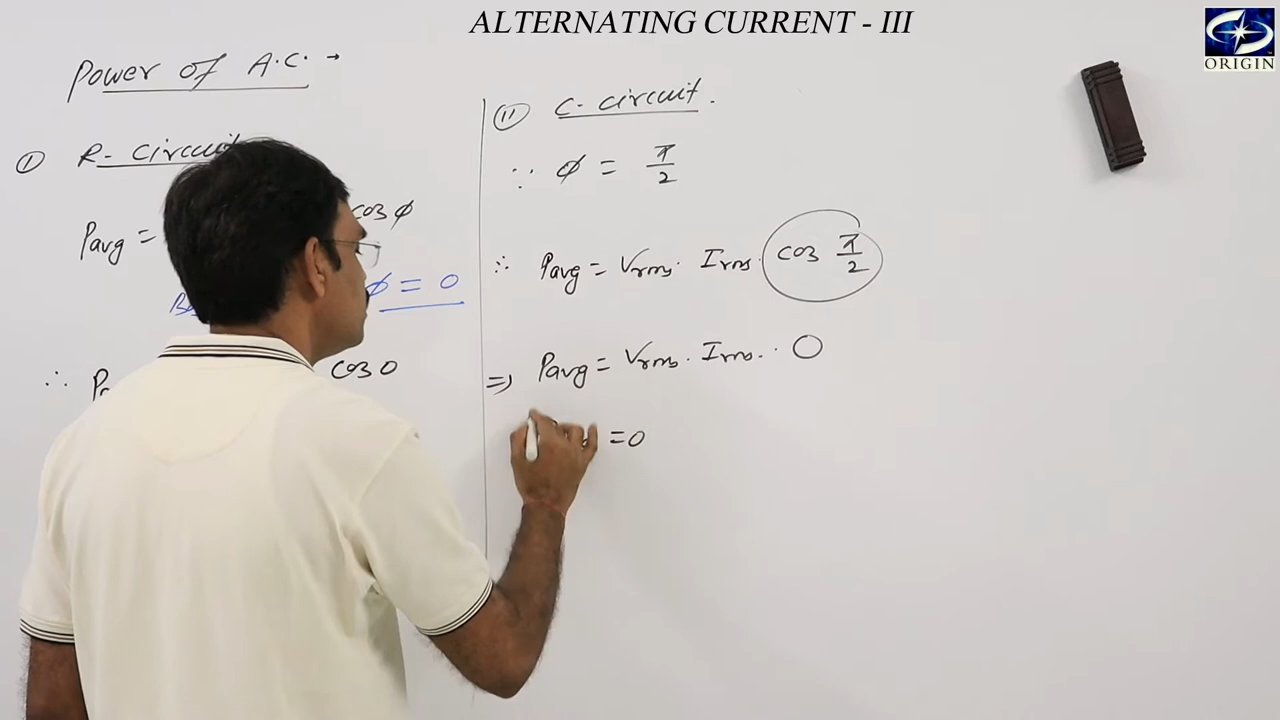 ALTERNATING CURRENT - III
ORIGIN
Power of A.C. →
① R- Circuit
Pavg = cos φ
φ = 0
∴ cos 0
② C- Circuit.
∵ φ = π/2
∴ Pavg = Vrms. Irms. cos π/2
⇒ Pavg = Vrms. Irms. . 0
=0